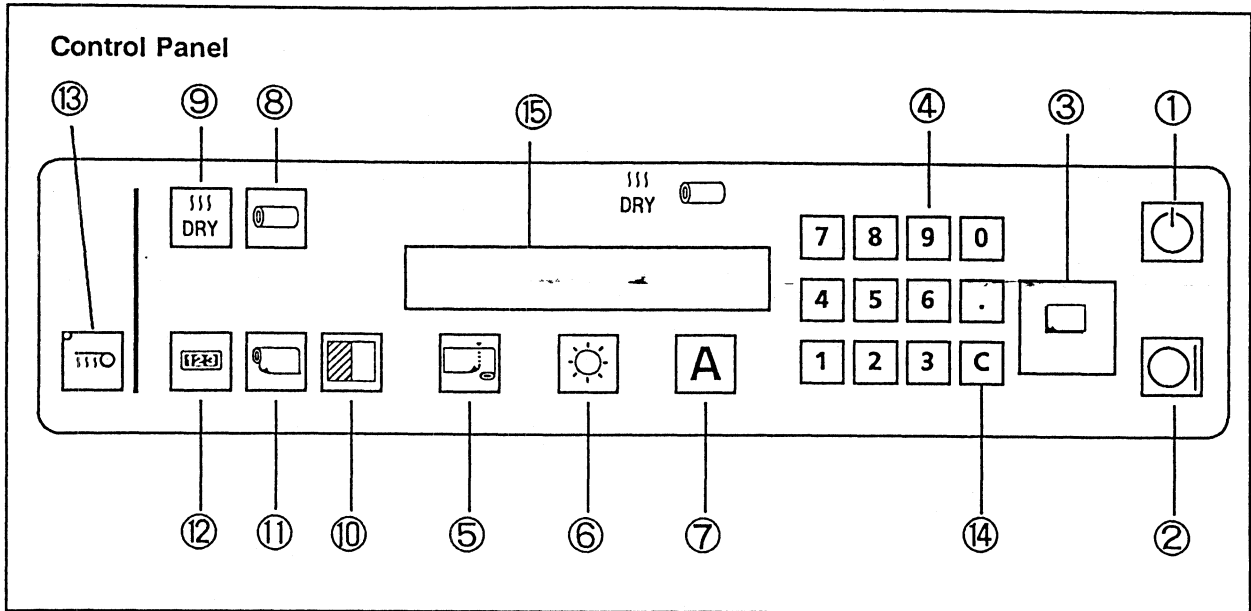 Control Panel
⑬ ⑨ ⑧ ⑮ ④ ③ ①
DRY
DRY
7 8 9 0
4 5 6 .
1 2 3 C
123
A
⑫ ⑪ ⑩ ⑤ ⑥ ⑦ ⑭ ②